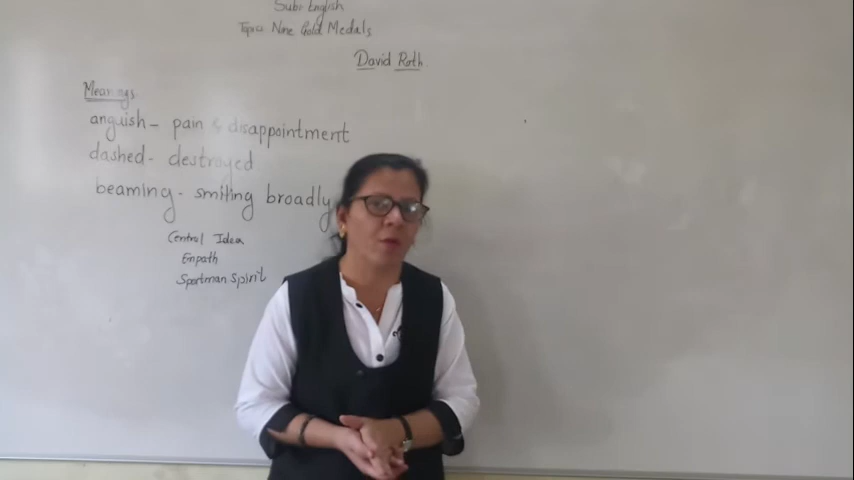 Sub: English
Topic: Nine Gold Medals
David Roth
Meanings
anguish - pain & disappointment
dashed - destroyed
beaming - smiling broadly
Central Idea
Empath
Sportman Spirit